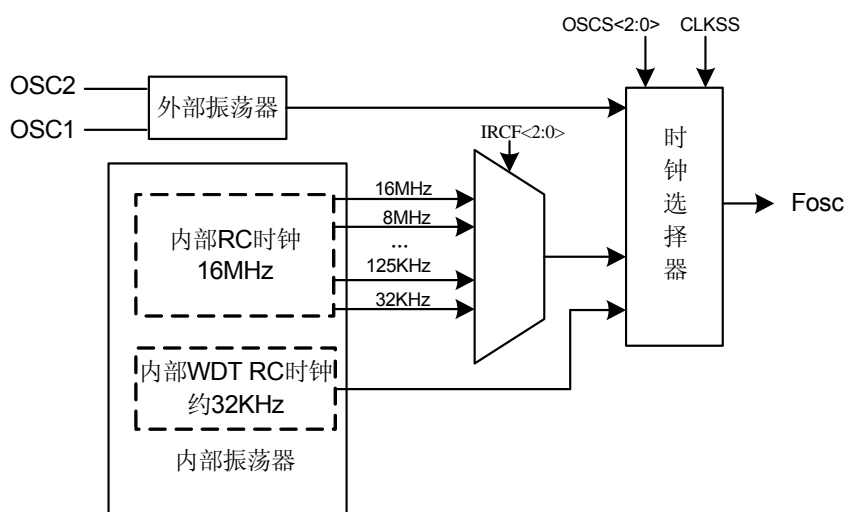 OSCS<2:0> CLKSS
OSC2
OSC1
外部振荡器
IRCF<2:0>
时钟选择器
Fosc
内部RC时钟
16MHz
16MHz
8MHz
...
125KHz
32KHz
内部WDT RC时钟
约32KHz
内部振荡器